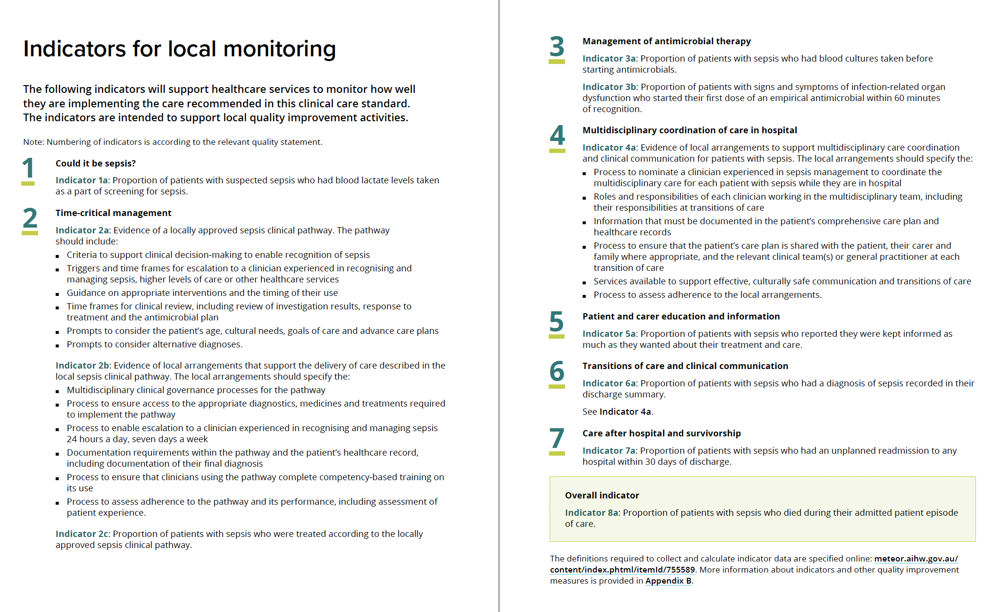 Indicators for local monitoring
The following indicators will support healthcare services to monitor how well
they are implementing the care recommended in this clinical care standard.
The indicators are intended to support local quality improvement activities.
Note: Numbering of indicators is according to the relevant quality statement.
1
Could it be sepsis?
Indicator 1a: Proportion of patients with suspected sepsis who had blood lactate levels taken
as a part of screening for sepsis.
2
Time-critical management
Indicator 2a: Evidence of a locally approved sepsis clinical pathway. The pathway
should include:
▪ Criteria to support clinical decision-making to enable recognition of sepsis
▪ Triggers and time frames for escalation to a clinician experienced in recognising and
managing sepsis, higher levels of care or other healthcare services
▪ Guidance on appropriate interventions and the timing of their use
▪ Time frames for clinical review, including review of investigation results, response to
treatment and the antimicrobial plan
▪ Prompts to consider the patient’s age, cultural needs, goals of care and advance care plans
▪ Prompts to consider alternative diagnoses.
Indicator 2b: Evidence of local arrangements that support the delivery of care described in the
local sepsis clinical pathway. The local arrangements should specify the:
▪ Multidisciplinary clinical governance processes for the pathway
▪ Process to ensure access to the appropriate diagnostics, medicines and treatments required
to implement the pathway
▪ Process to enable escalation to a clinician experienced in recognising and managing sepsis
24 hours a day, seven days a week
▪ Documentation requirements within the pathway and the patient’s healthcare record,
including documentation of their final diagnosis
▪ Process to ensure that clinicians using the pathway complete competency-based training on
its use
▪ Process to assess adherence to the pathway and its performance, including assessment of
patient experience.
Indicator 2c: Proportion of patients with sepsis who were treated according to the locally
approved sepsis clinical pathway.
3
Management of antimicrobial therapy
Indicator 3a: Proportion of patients with sepsis who had blood cultures taken before
starting antimicrobials.
Indicator 3b: Proportion of patients with signs and symptoms of infection-related organ
dysfunction who started their first dose of an empirical antimicrobial within 60 minutes
of recognition.
4
Multidisciplinary coordination of care in hospital
Indicator 4a: Evidence of local arrangements to support multidisciplinary care coordination
and clinical communication for patients with sepsis. The local arrangements should specify the:
▪ Process to nominate a clinician experienced in sepsis management to coordinate the
multidisciplinary care for each patient with sepsis while they are in hospital
▪ Roles and responsibilities of each clinician working in the multidisciplinary team, including
their responsibilities at transitions of care
▪ Information that must be documented in the patient’s comprehensive care plan and
healthcare records
▪ Process to ensure that the patient’s care plan is shared with the patient, their carer and
family where appropriate, and the relevant clinical team(s) or general practitioner at each
transition of care
▪ Services available to support effective, culturally safe communication and transitions of care
▪ Process to assess adherence to the local arrangements.
5
Patient and carer education and information
Indicator 5a: Proportion of patients with sepsis who reported they were kept informed as
much as they wanted about their treatment and care.
6
Transitions of care and clinical communication
Indicator 6a: Proportion of patients with sepsis who had a diagnosis of sepsis recorded in their
discharge summary.
See Indicator 4a.
7
Care after hospital and survivorship
Indicator 7a: Proportion of patients with sepsis who had an unplanned readmission to any
hospital within 30 days of discharge.
Overall indicator
Indicator 8a: Proportion of patients with sepsis who died during their admitted patient episode
of care.
The definitions required to collect and calculate indicator data are specified online: meteor.aihw.gov.au/
content/index.phtml/itemId/755589. More information about indicators and other quality improvement
measures is provided in Appendix B.